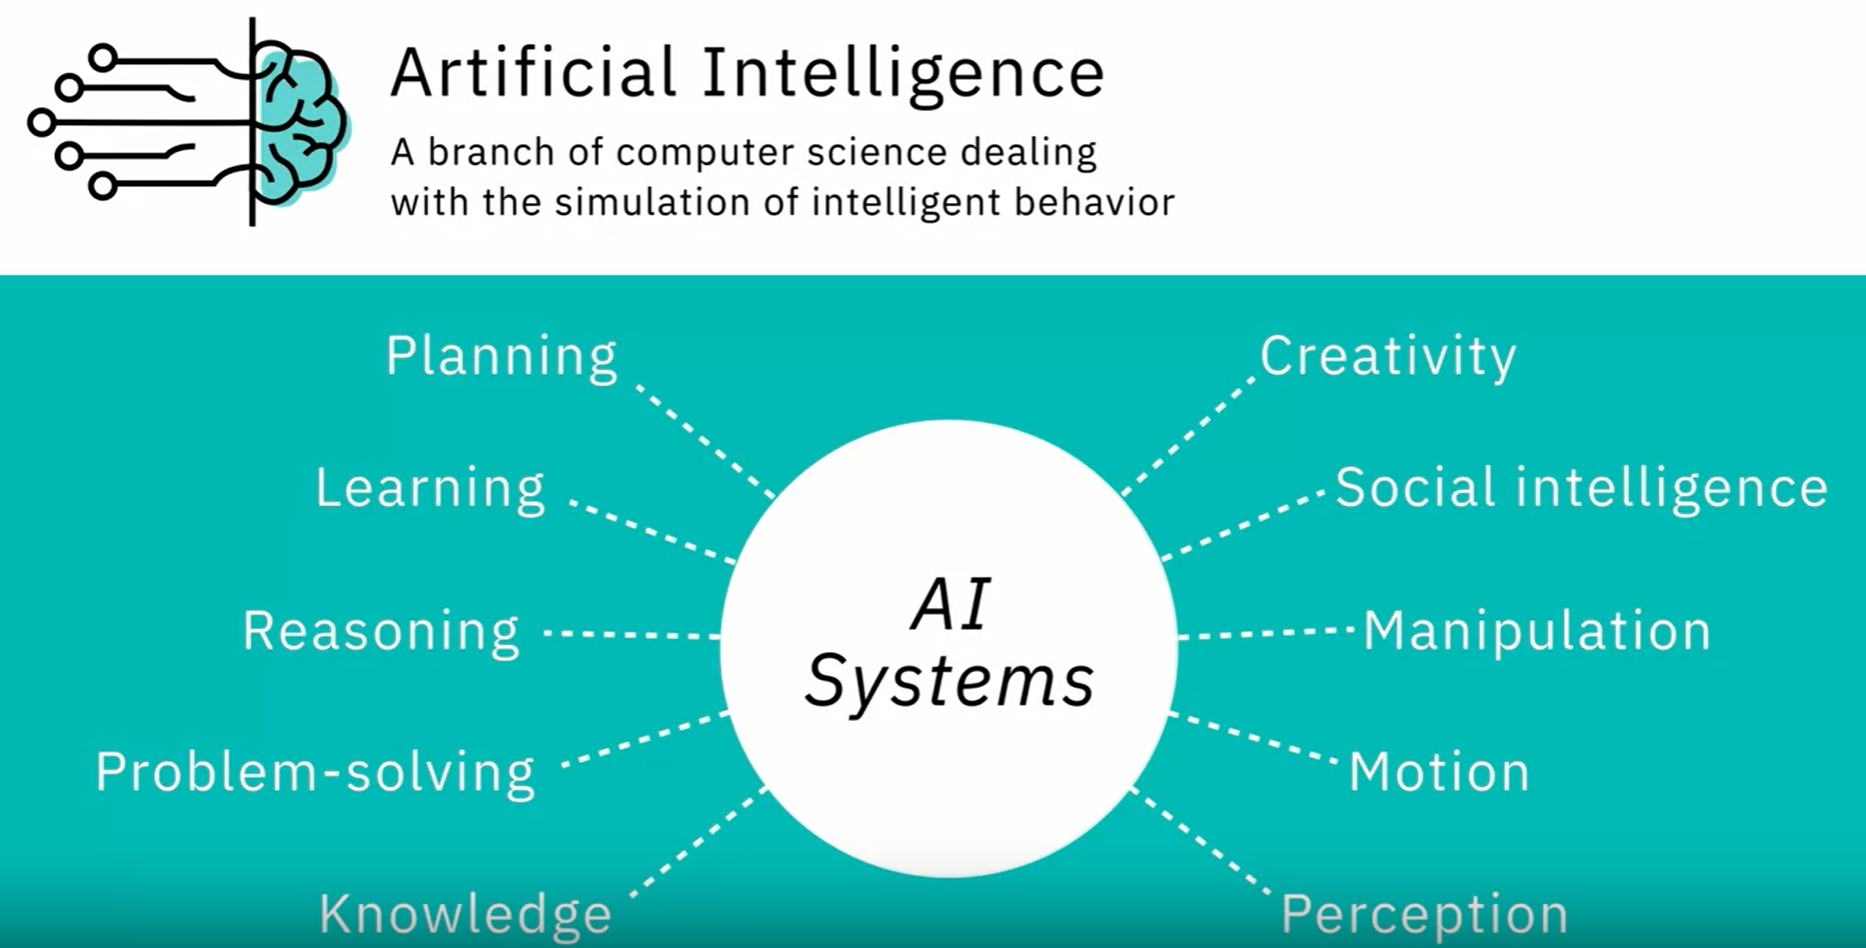 Artificial Intelligence
A branch of computer science dealing
with the simulation of intelligent behavior
Planning
Learning
Reasoning
Problem-solving
Knowledge
AI
Systems
Creativity
Social intelligence
Manipulation
Motion
Perception